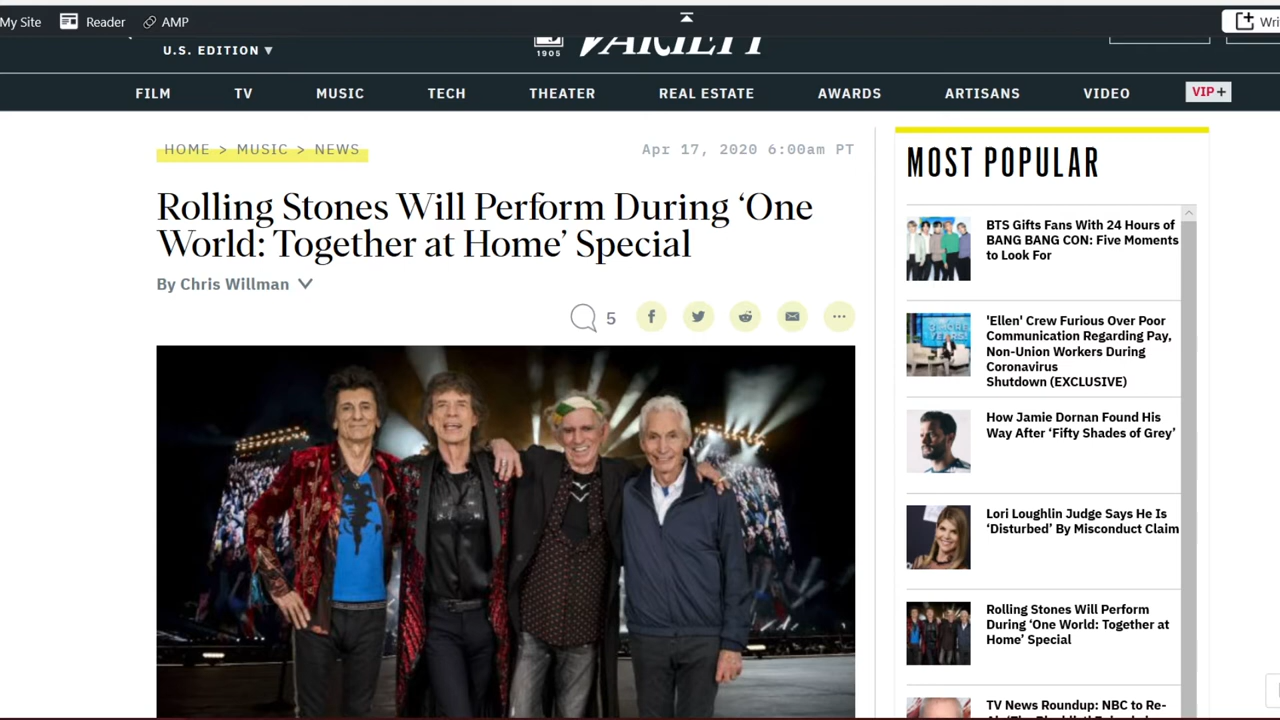 My Site Reader AMP
U.S. EDITION ▼
1905
VARIETY
FILM TV MUSIC TECH THEATER REAL ESTATE AWARDS ARTISANS VIDEO VIP+
HOME > MUSIC > NEWS
Apr 17, 2020 6:00am PT
Rolling Stones Will Perform During ‘One
World: Together at Home’ Special
By Chris Willman
5
MOST POPULAR
BTS Gifts Fans With 24 Hours of
BANG BANG CON: Five Moments
to Look For
'Ellen' Crew Furious Over Poor
Communication Regarding Pay,
Non-Union Workers During
Coronavirus
Shutdown (EXCLUSIVE)
How Jamie Dornan Found His
Way After ‘Fifty Shades of Grey’
Lori Loughlin Judge Says He Is
‘Disturbed’ By Misconduct Claim
Rolling Stones Will Perform
During ‘One World: Together at
Home’ Special
TV News Roundup: NBC to Re-